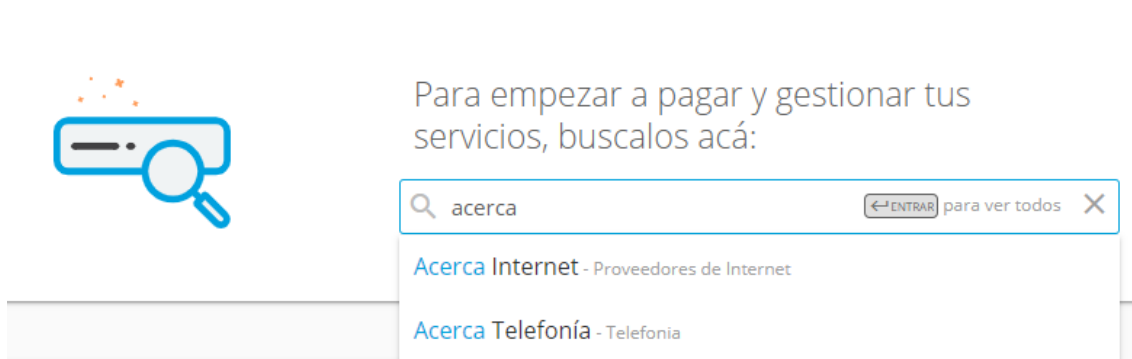 Para empezar a pagar y gestionar tus
servicios, buscalos acá:
acerca ENTRAR para ver todos
Acerca Internet - Proveedores de Internet
Acerca Telefonía - Telefonia